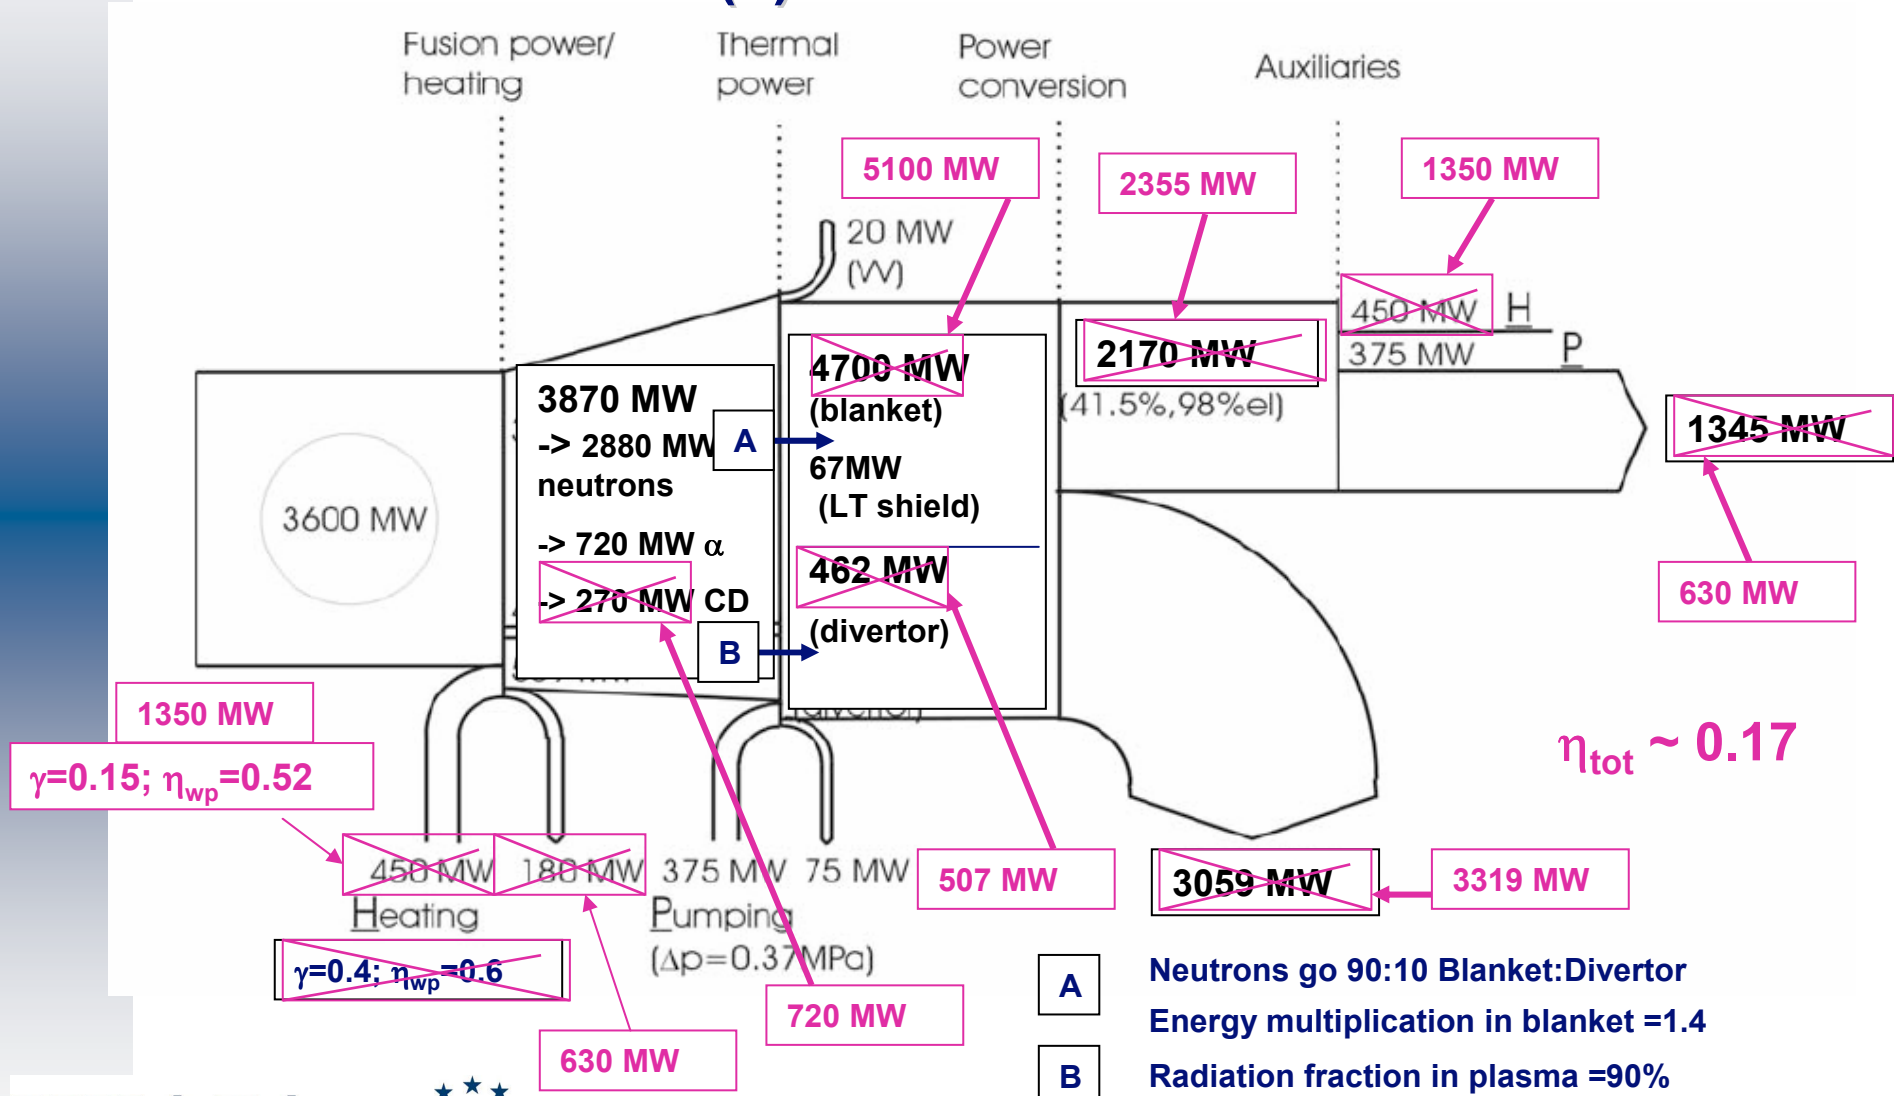 Fusion power/
heating
Thermal
power
Power
conversion
Auxiliaries
5100 MW
2355 MW
1350 MW
20 MW
(VV)
450 MW H
375 MW P
4700 MW
(blanket)
67MW
(LT shield)
462 MW
(divertor)
2170 MW
(41.5%,98%el)
1345 MW
630 MW
3870 MW
-> 2880 MW
neutrons
-> 720 MW α
-> 270 MW CD
A
B
3600 MW
1350 MW
γ=0.15; ηwp=0.52
450 MW 180 MW 375 MW 75 MW
Heating
Pumping
(Δp=0.37MPa)
γ=0.4; ηwp=0.6
507 MW
3059 MW
3319 MW
ηtot ~ 0.17
720 MW
630 MW
A
Neutrons go 90:10 Blanket:Divertor
Energy multiplication in blanket =1.4
B
Radiation fraction in plasma =90%